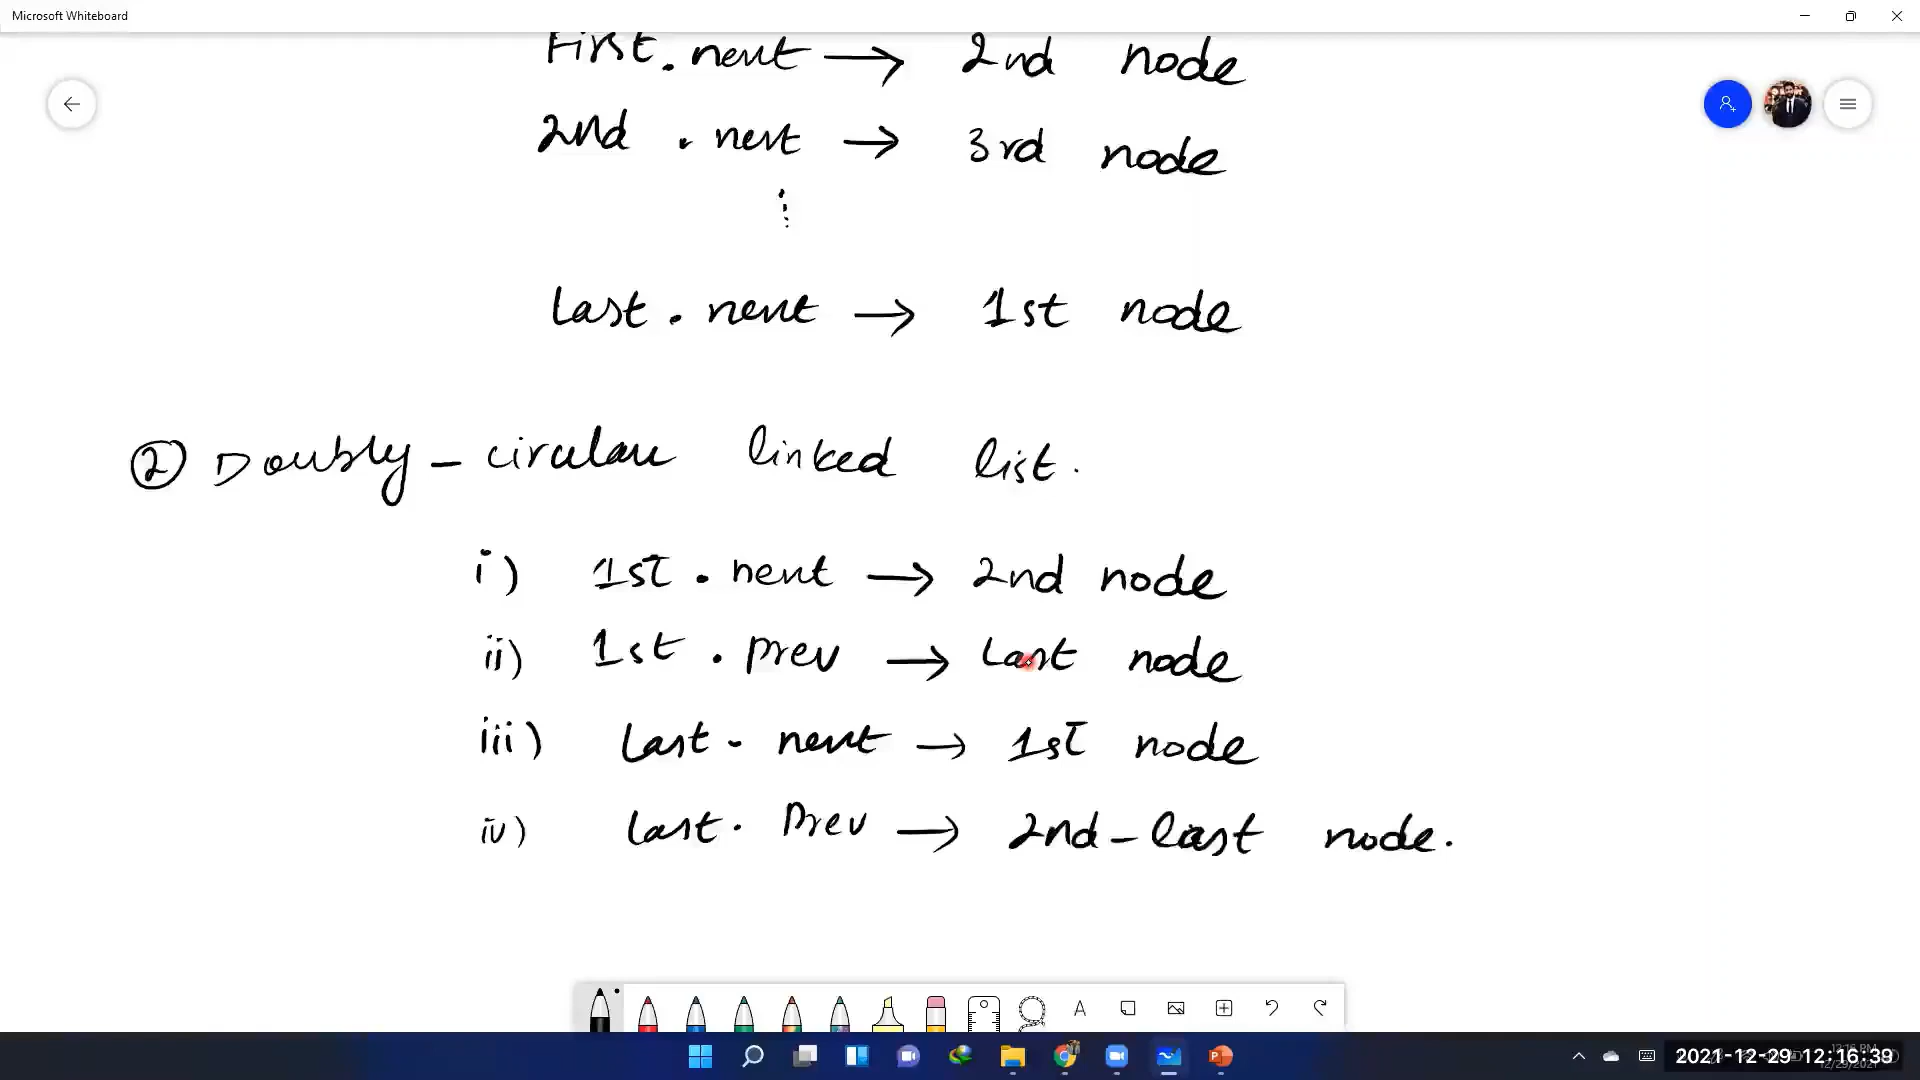 Microsoft Whiteboard
First. next → 2nd node
2nd . next → 3rd node
Last. next → 1st node
② Doubly - circular linked list.
i) 1st. next → 2nd node
ii) 1st. Prev → Last node
iii) Last. next → 1st node
iv) Last. Prev → 2nd - last node.
2021-12-29 12:16:39